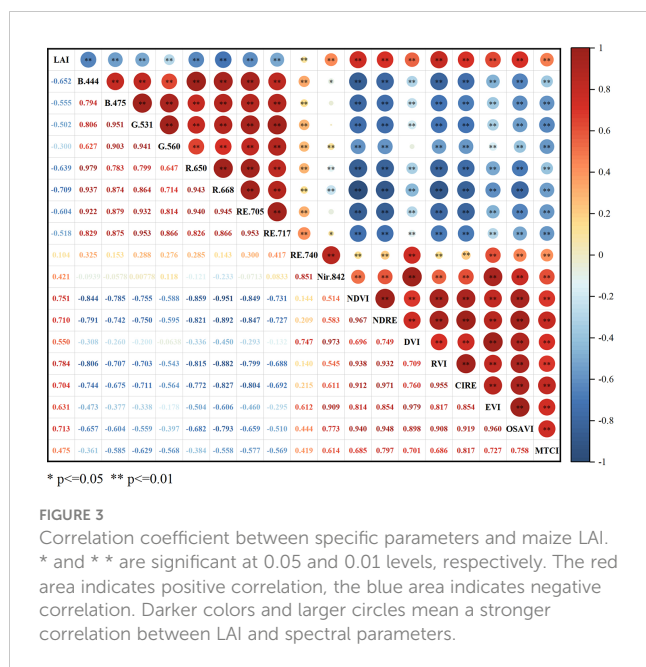 LAI ** ** ** ** ** ** ** ** ** ** ** ** ** ** ** ** ** **
-0.652 B.444 ** ** ** ** ** ** ** ** * ** ** ** ** ** ** ** **
-0.555 0.794 B.475 ** ** ** ** ** ** ** ** ** ** ** ** ** ** **
-0.502 0.806 0.951 G.531 ** ** ** ** ** ** ** ** ** ** ** ** ** **
-0.300 0.627 0.903 0.941 G.560 ** ** ** ** ** ** ** ** ** ** ** ** **
-0.639 0.979 0.783 0.799 0.647 R.650 ** ** ** ** ** ** ** ** ** ** ** ** **
-0.709 0.937 0.874 0.864 0.714 0.943 R.668 ** ** ** ** ** ** ** ** ** ** ** **
-0.604 0.922 0.879 0.932 0.814 0.940 0.945 RE.705 ** ** ** ** ** ** ** ** ** **
-0.518 0.829 0.875 0.953 0.866 0.826 0.866 0.953 RE.717 ** ** ** ** ** ** ** ** **
0.104 0.325 0.153 0.288 0.276 0.285 0.143 0.300 0.417 RE.740 ** ** ** ** ** ** ** ** **
0.421 0.00778 0.118 -0.233 -0.0713 0.851 Nir.842 ** ** ** ** ** ** ** **
0.751 -0.844 -0.785 -0.755 -0.588 -0.859 -0.951 -0.849 -0.731 0.144 0.514 NDVI ** ** ** ** ** ** **
0.710 -0.791 -0.742 -0.750 -0.595 -0.821 -0.892 -0.847 -0.727 0.209 0.583 0.967 NDRE ** ** ** ** ** **
0.550 -0.308 -0.260 -0.208 -0.336 -0.450 -0.293 0.747 0.973 0.696 0.749 DVI ** ** ** ** **
0.784 -0.806 -0.707 -0.703 -0.543 -0.815 -0.882 -0.799 -0.688 0.140 0.545 0.938 0.932 0.709 RVI ** ** ** **
0.704 -0.744 -0.675 -0.711 -0.564 -0.772 -0.827 -0.804 -0.692 0.215 0.611 0.912 0.971 0.760 0.955 CIRE ** ** **
0.631 -0.473 -0.377 -0.338 -0.504 -0.606 -0.460 -0.295 0.612 0.909 0.814 0.854 0.979 0.817 0.854 EVI ** **
0.713 -0.657 -0.604 -0.559 -0.397 -0.682 -0.793 -0.659 -0.510 0.444 0.773 0.940 0.948 0.898 0.908 0.919 0.960 OSAVI **
0.475 -0.361 -0.585 -0.629 -0.568 -0.384 -0.558 -0.577 -0.569 0.419 0.614 0.685 0.797 0.701 0.686 0.817 0.727 0.758 MTCI
1
0.8
0.6
0.4
0.2
0
-0.2
-0.4
-0.6
-0.8
-1
* p<=0.05 ** p<=0.01
FIGURE 3
Correlation coefficient between specific parameters and maize LAI.
* and * * are significant at 0.05 and 0.01 levels, respectively. The red
area indicates positive correlation, the blue area indicates negative
correlation. Darker colors and larger circles mean a stronger
correlation between LAI and spectral parameters.